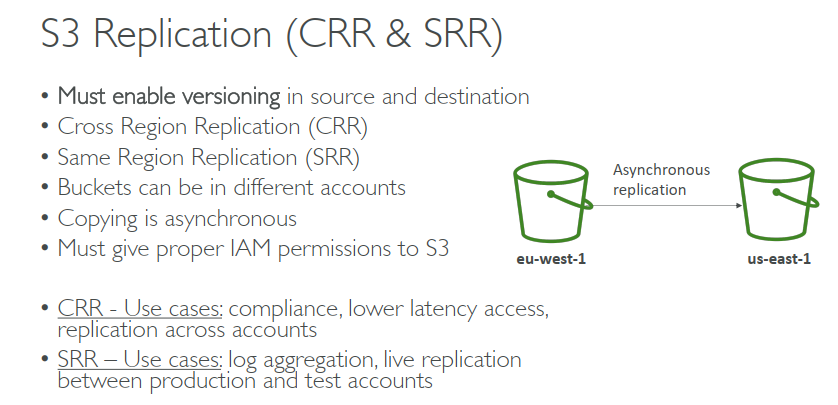 S3 Replication (CRR & SRR)
• Must enable versioning in source and destination
• Cross Region Replication (CRR)
• Same Region Replication (SRR)
• Buckets can be in different accounts
• Copying is asynchronous
• Must give proper IAM permissions to S3
• CRR - Use cases: compliance, lower latency access,
replication across accounts
• SRR – Use cases: log aggregation, live replication
between production and test accounts
Asynchronous
replication
eu-west-1
us-east-1